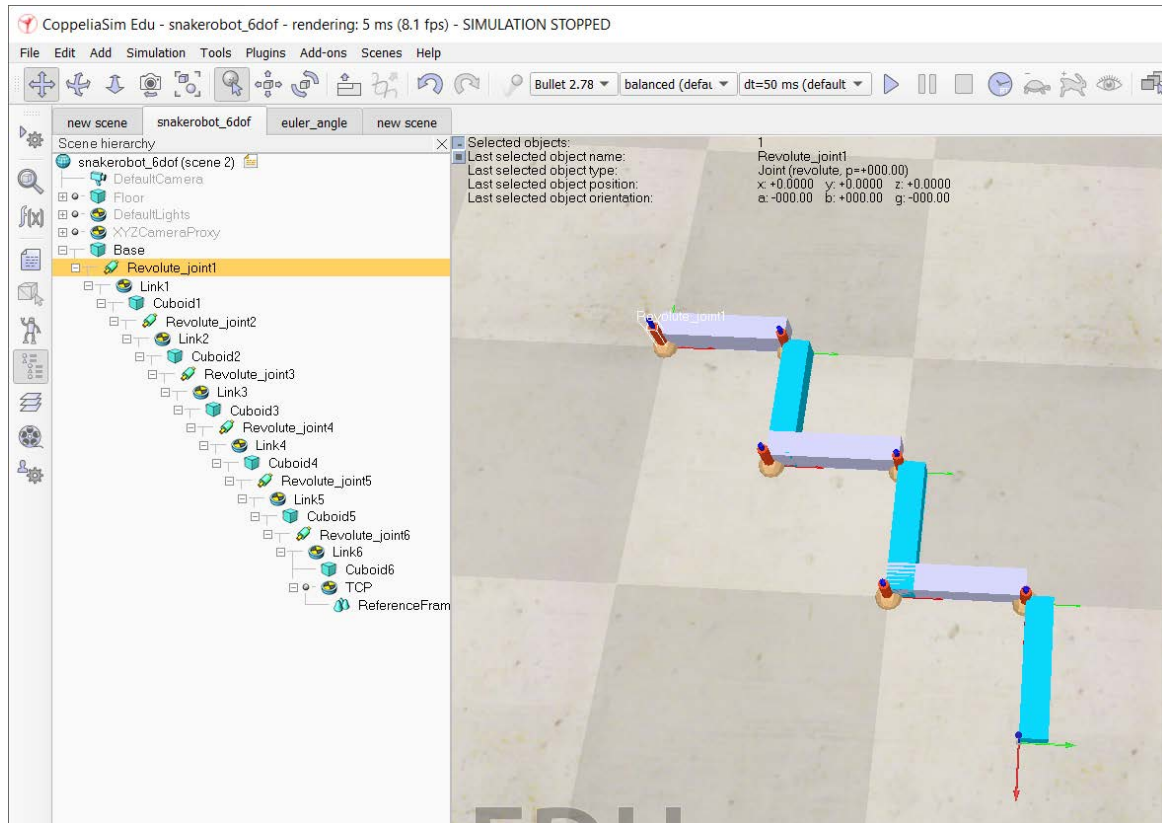 CoppeliaSim Edu - snakerobot_6dof - rendering: 5 ms (8.1 fps) - SIMULATION STOPPED
File Edit Add Simulation Tools Plugins Add-ons Scenes Help
Bullet 2.78 balanced (defau dt=50 ms (default
new scene snakerobot_6dof euler_angle new scene
Scene hierarchy
snakerobot_6dof (scene 2)
DefaultCamera
Floor
DefaultLights
XYZCameraProxy
Base
Revolute_joint1
Link1
Cuboid1
Revolute_joint2
Link2
Cuboid2
Revolute_joint3
Link3
Cuboid3
Revolute_joint4
Link4
Cuboid4
Revolute_joint5
Link5
Cuboid5
Revolute_joint6
Link6
Cuboid6
TCP
ReferenceFram
f(x)
Selected objects: 1
Last selected object name: Revolute_joint1
Last selected object type: Joint (revolute, p=+000.00)
Last selected object position: x: +0.0000 y: +0.0000 z: +0.0000
Last selected object orientation: a: -000.00 b: +000.00 g: -000.00
Revolute_joint1
EDU